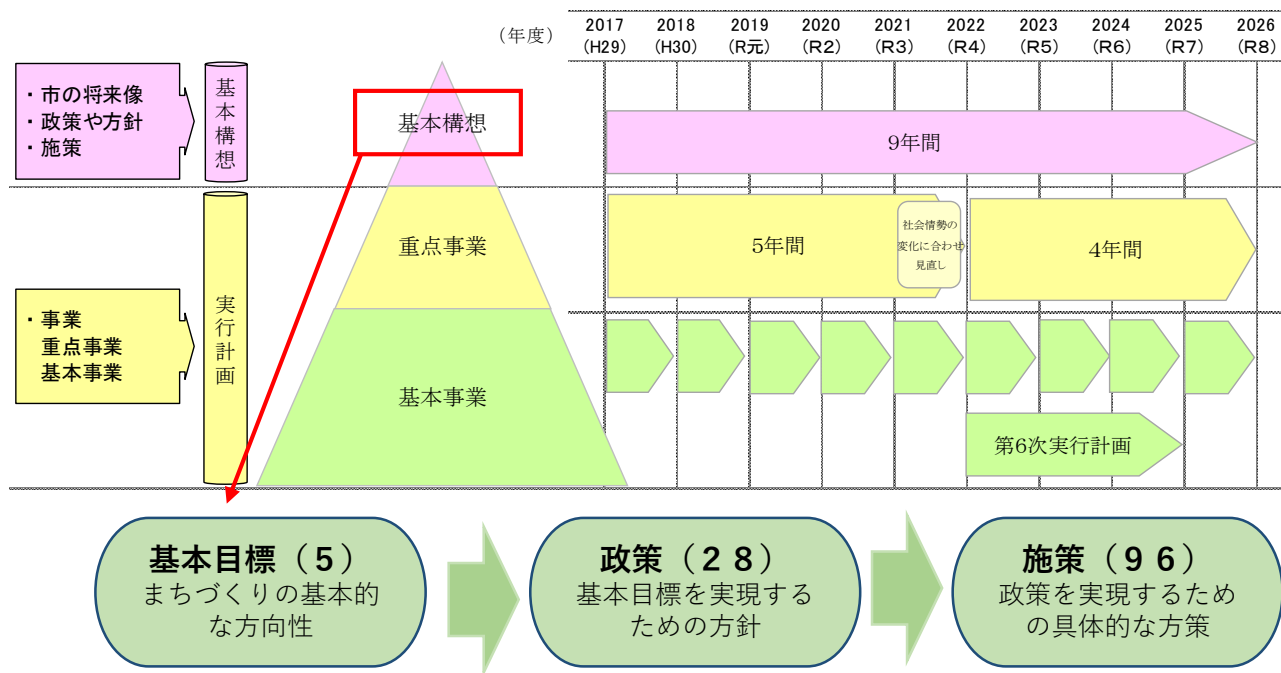 (年度)
2017 2018 2019 2020 2021 2022 2023 2024 2025 2026
(H29) (H30) (R元) (R2) (R3) (R4) (R5) (R6) (R7) (R8)
・市の将来像
・政策や方針
・施策
基本構想
基本構想
9年間
・事業
重点事業
基本事業
実行計画
重点事業
5年間
社会情勢の
変化に合わせ
見直し
4年間
基本事業
第6次実行計画
基本目標(5)
まちづくりの基本的
な方向性
政策(28)
基本目標を実現する
ための方針
施策(96)
政策を実現するため
の具体的な方策